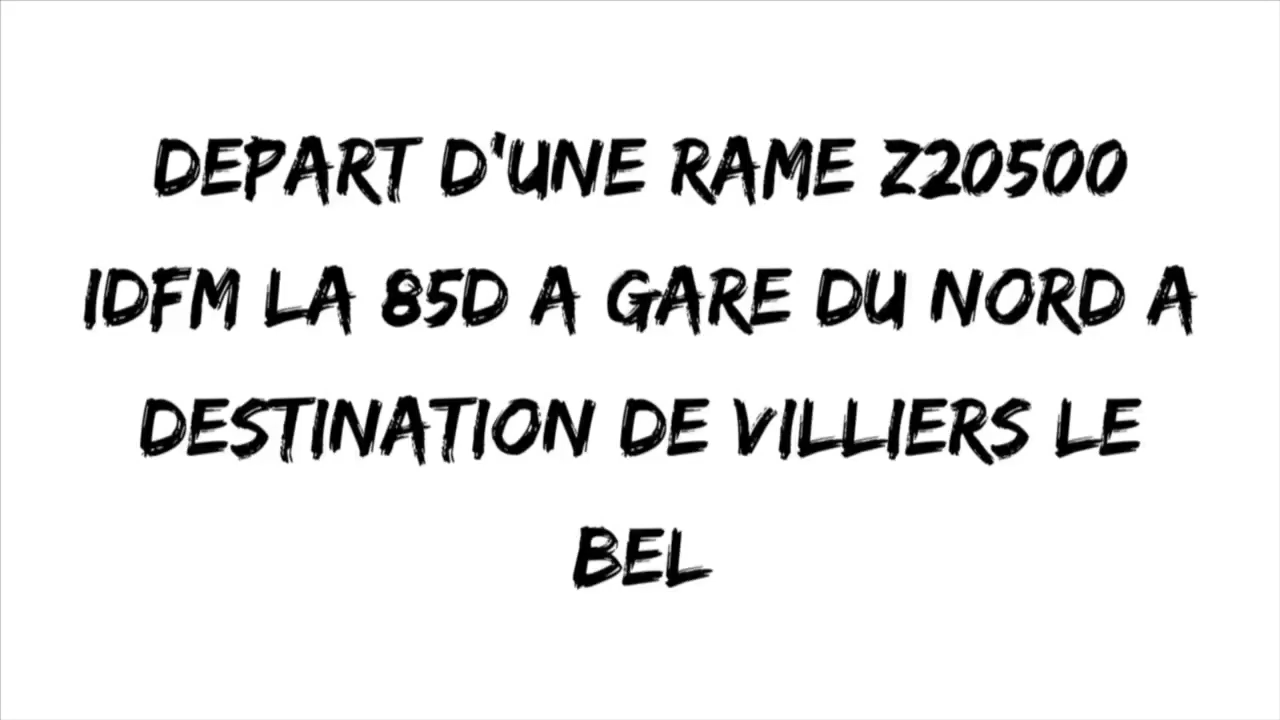 DEPART D'UNE RAME Z20500
IDFM LA 85D A GARE DU NORD A
DESTINATION DE VILLIERS LE
BEL